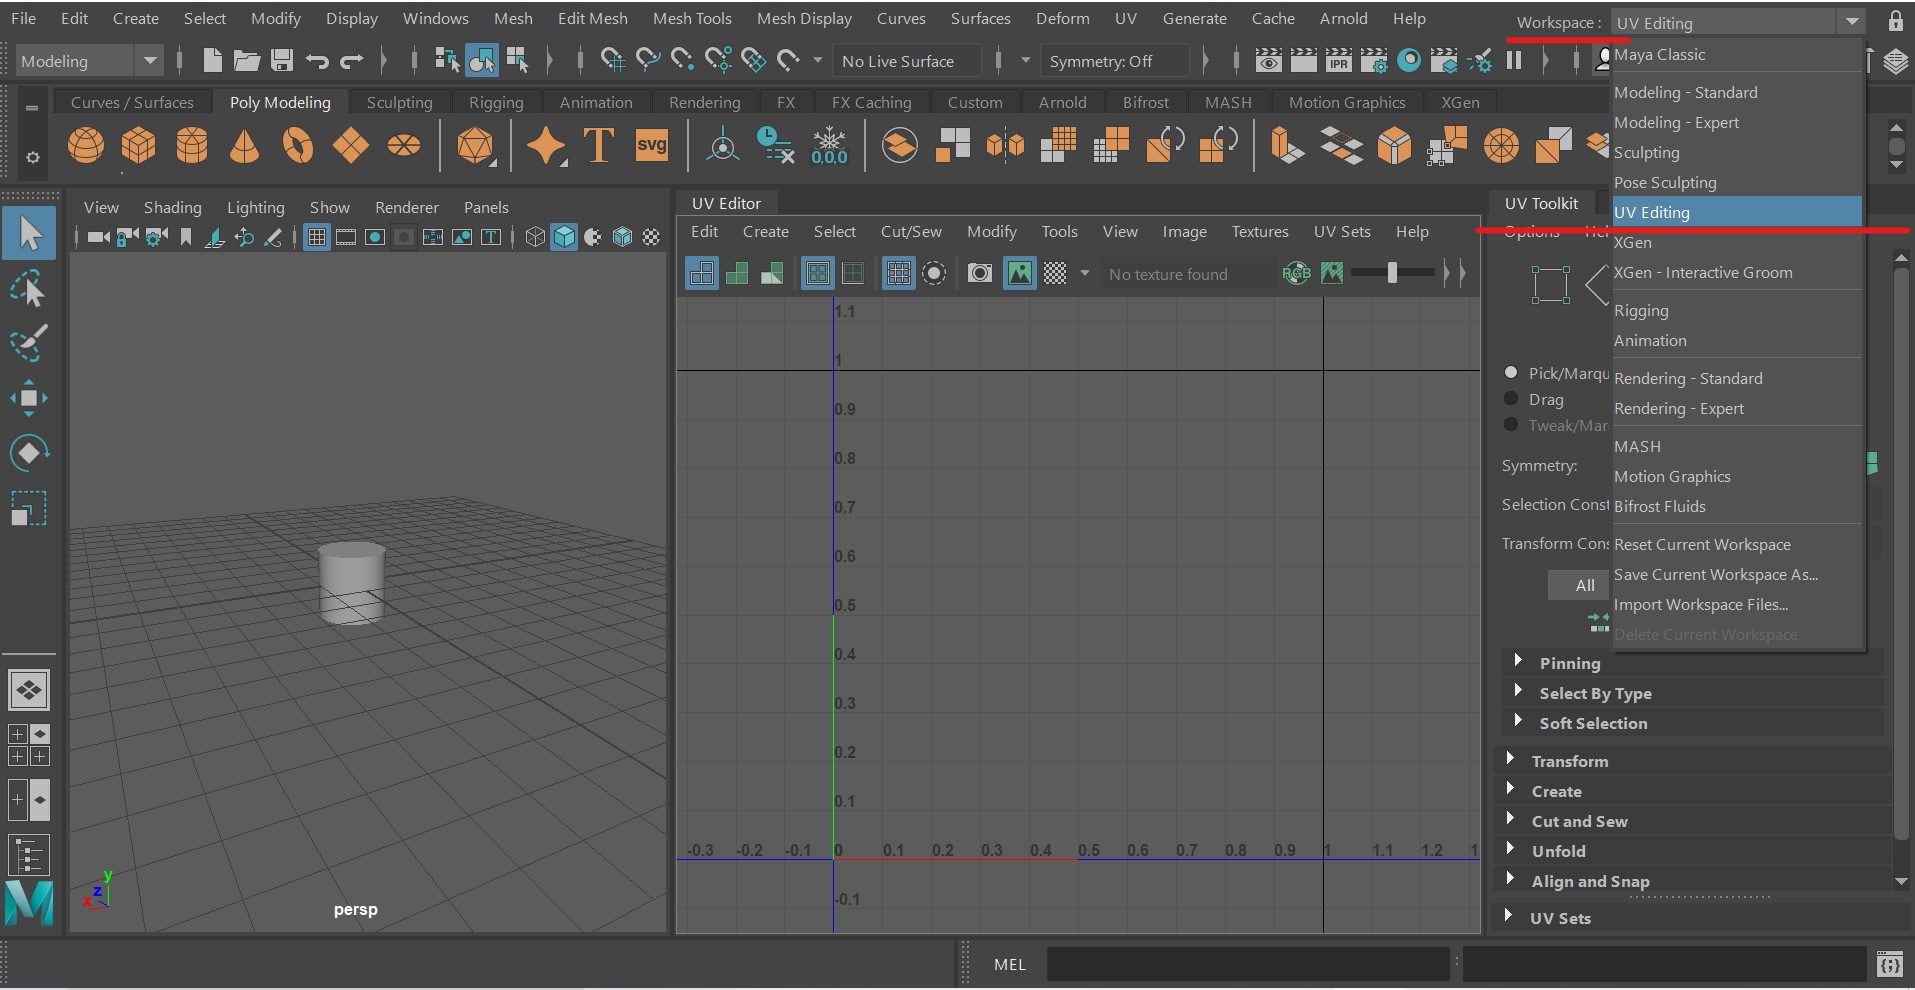 File Edit Create Select Modify Display Windows Mesh Edit Mesh Mesh Tools Mesh Display Curves Surfaces Deform UV Generate Cache Arnold Help Workspace : UV Editing
Modeling No Live Surface Symmetry: Off IPR
Maya Classic
Curves / Surfaces Poly Modeling Sculpting Rigging Animation Rendering FX FX Caching Custom Arnold Bifrost MASH Motion Graphics XGen
Modeling - Standard
Modeling - Expert
T svg 0,0,0
Sculpting
Pose Sculpting
UV Editing
XGen
XGen - Interactive Groom
Rigging
Animation
Rendering - Standard
Rendering - Expert
MASH
Motion Graphics
Bifrost Fluids
Reset Current Workspace
Save Current Workspace As...
Import Workspace Files...
Delete Current Workspace
View Shading Lighting Show Renderer Panels
persp
y
z
x
UV Editor
Edit Create Select Cut/Sew Modify Tools View Image Textures UV Sets Help
No texture found RGB
1.1
1
0.9
0.8
0.7
0.6
0.5
0.4
0.3
0.2
0.1
-0.3 -0.2 -0.1 0 0.1 0.2 0.3 0.4 0.5 0.6 0.7 0.8 0.9 1 1.1 1.2 1
-0.1
UV Toolkit
Options Hel
Pick/Marqu
Drag
Tweak/Mar
Symmetry:
Selection Const
Transform Cons
All
Pinning
Select By Type
Soft Selection
Transform
Create
Cut and Sew
Unfold
Align and Snap
UV Sets
MEL :